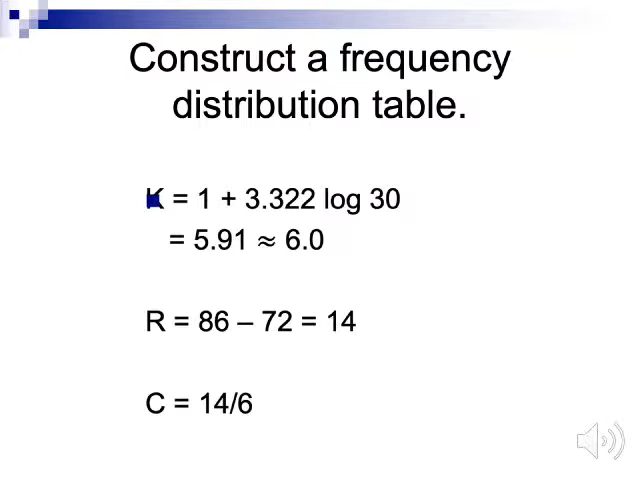 Construct a frequency
distribution table.
K = 1 + 3.322 log 30
= 5.91 ≈ 6.0
R = 86 – 72 = 14
C = 14/6